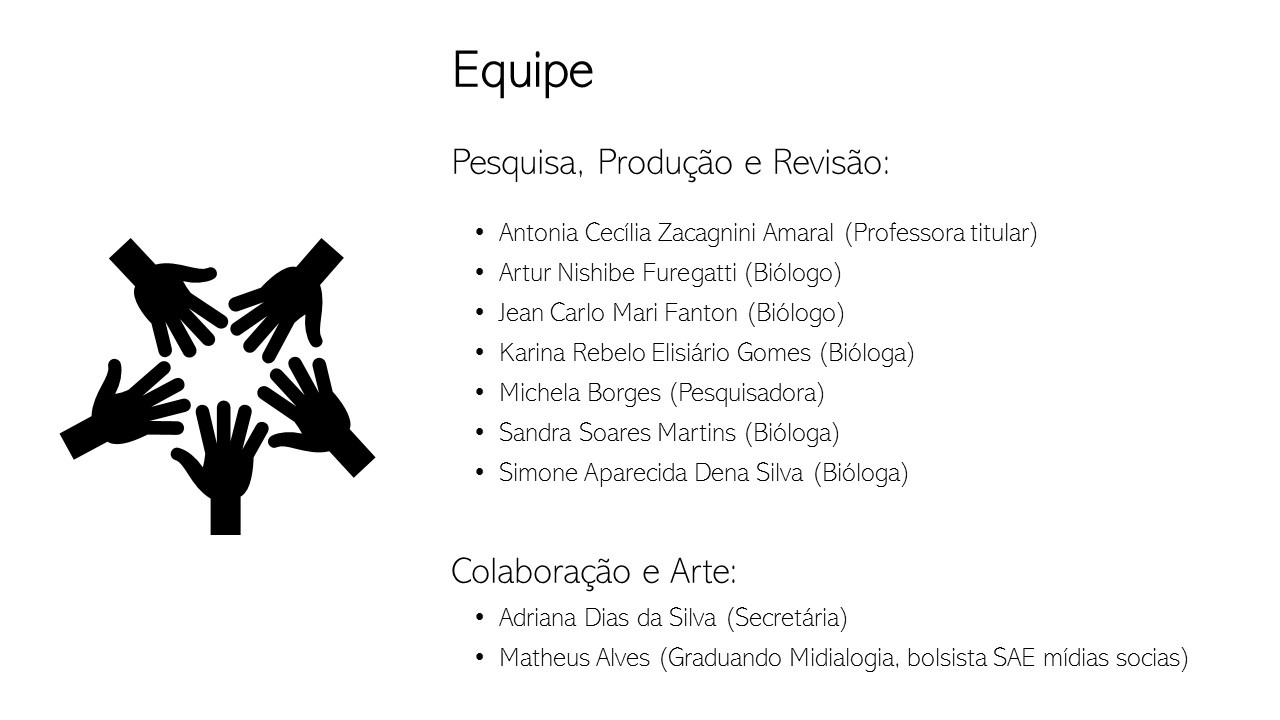 Equipe
Pesquisa, Produção e Revisão:
• Antonia Cecília Zacagnini Amaral (Professora titular)
• Artur Nishibe Furegatti (Biólogo)
• Jean Carlo Mari Fanton (Biólogo)
• Karina Rebelo Elisiário Gomes (Bióloga)
• Michela Borges (Pesquisadora)
• Sandra Soares Martins (Bióloga)
• Simone Aparecida Dena Silva (Bióloga)
Colaboração e Arte:
• Adriana Dias da Silva (Secretária)
• Matheus Alves (Graduando Midialogia, bolsista SAE mídias socias)